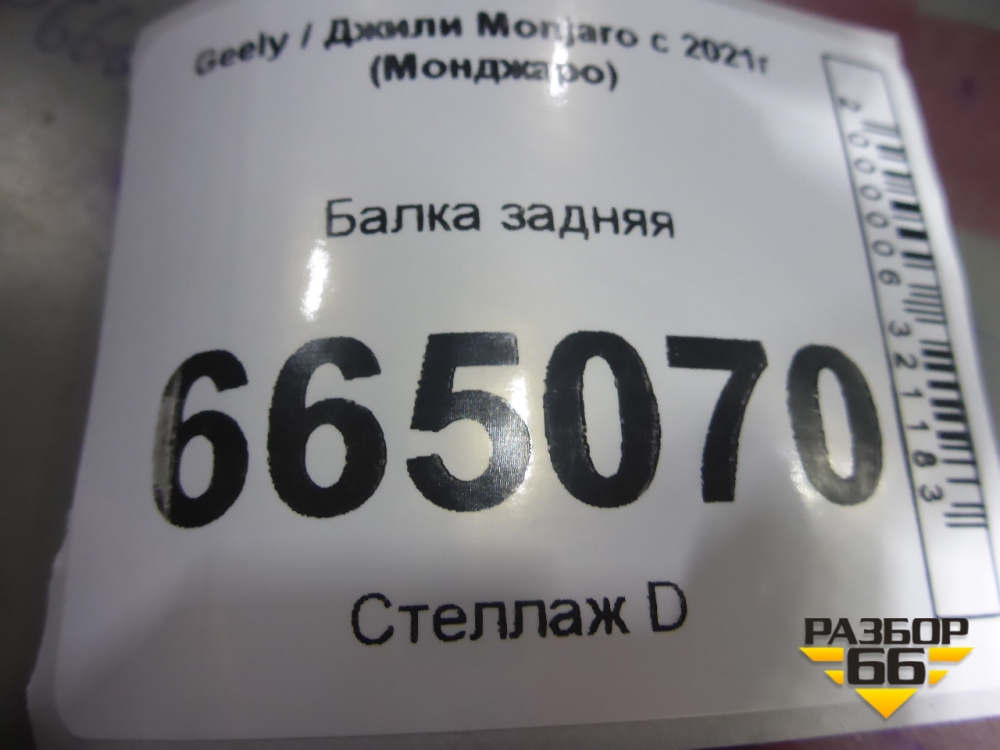 Geely / Джили Monjaro с 2021г
(Монджаро)
Балка задняя
665070
Стеллаж D
2000006321183
РАЗБОР
66